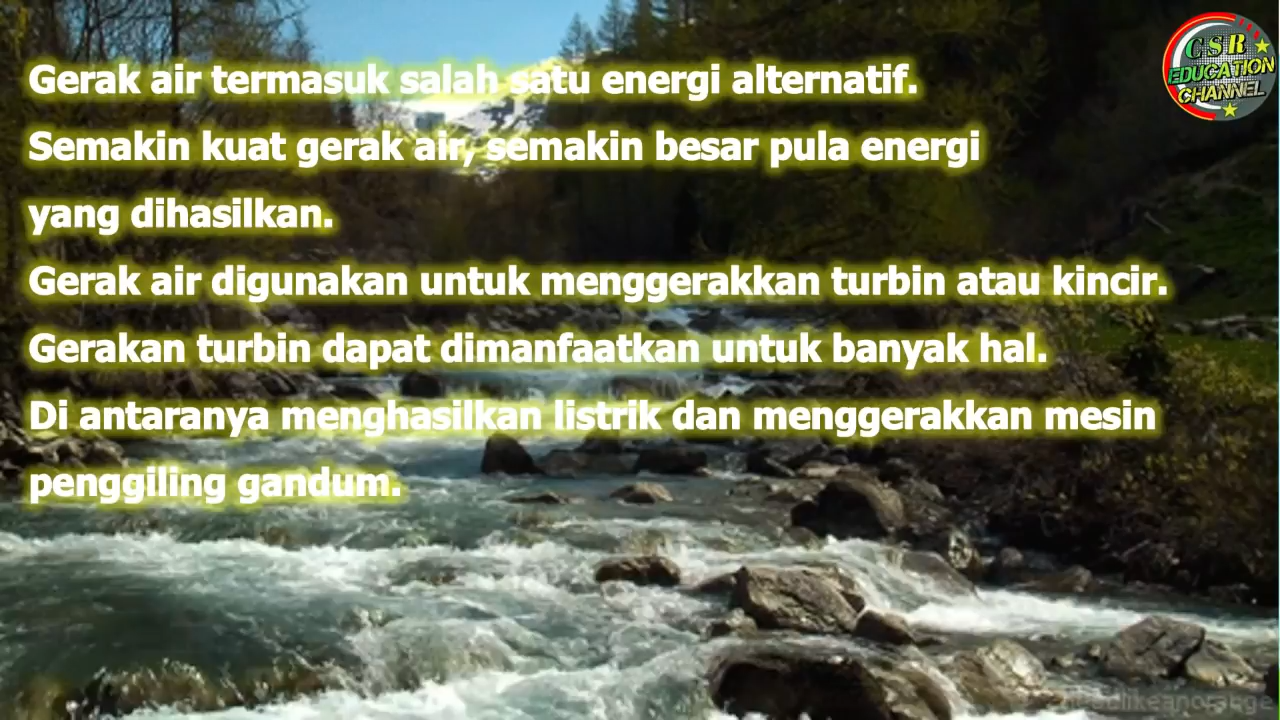 Gerak air termasuk salah satu energi alternatif.
Semakin kuat gerak air, semakin besar pula energi
yang dihasilkan.
Gerak air digunakan untuk menggerakkan turbin atau kincir.
Gerakan turbin dapat dimanfaatkan untuk banyak hal.
Di antaranya menghasilkan listrik dan menggerakkan mesin
penggiling gandum.
CSR
EDUCATION
CHANNEL